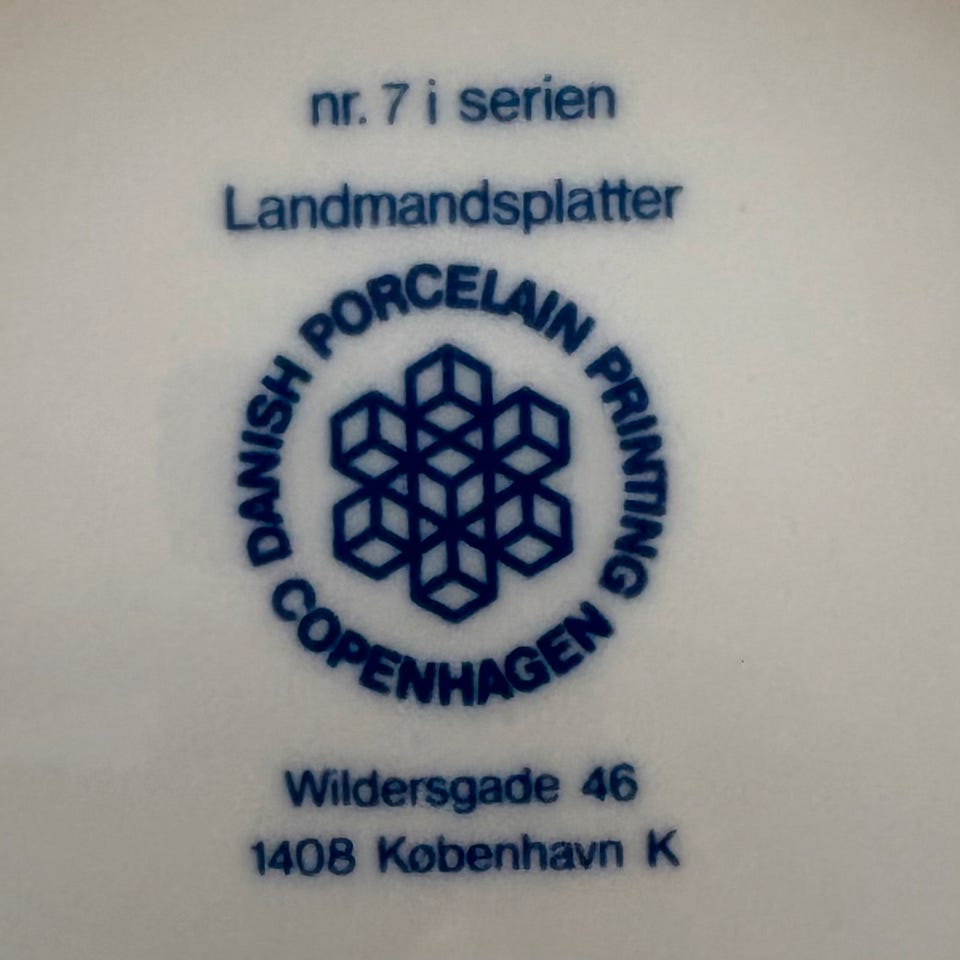 nr. 7 i serien
Landmandsplatter
DANISH PORCELAIN PRINTING
COPENHAGEN
Wildersgade 46
1408 København K